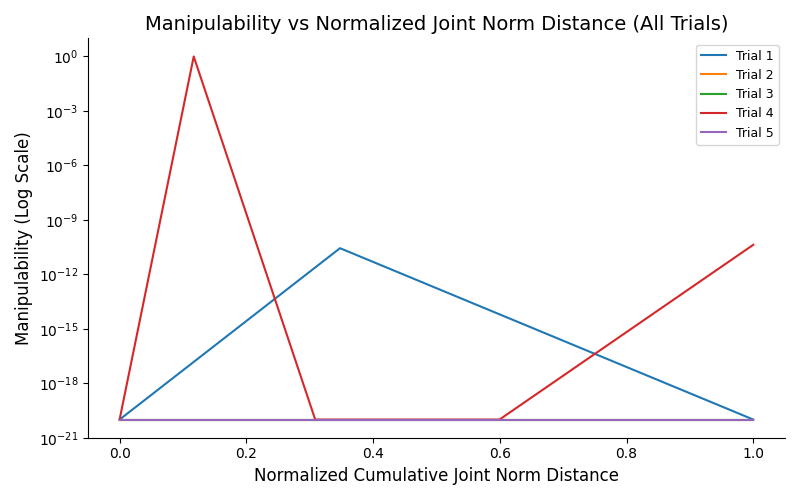 Manipulability vs Normalized Joint Norm Distance (All Trials)
Manipulability (Log Scale)
10⁰
10⁻³
10⁻⁶
10⁻⁹
10⁻¹²
10⁻¹⁵
10⁻¹⁸
10⁻²¹
Trial 1
Trial 2
Trial 3
Trial 4
Trial 5
0.0 0.2 0.4 0.6 0.8 1.0
Normalized Cumulative Joint Norm Distance